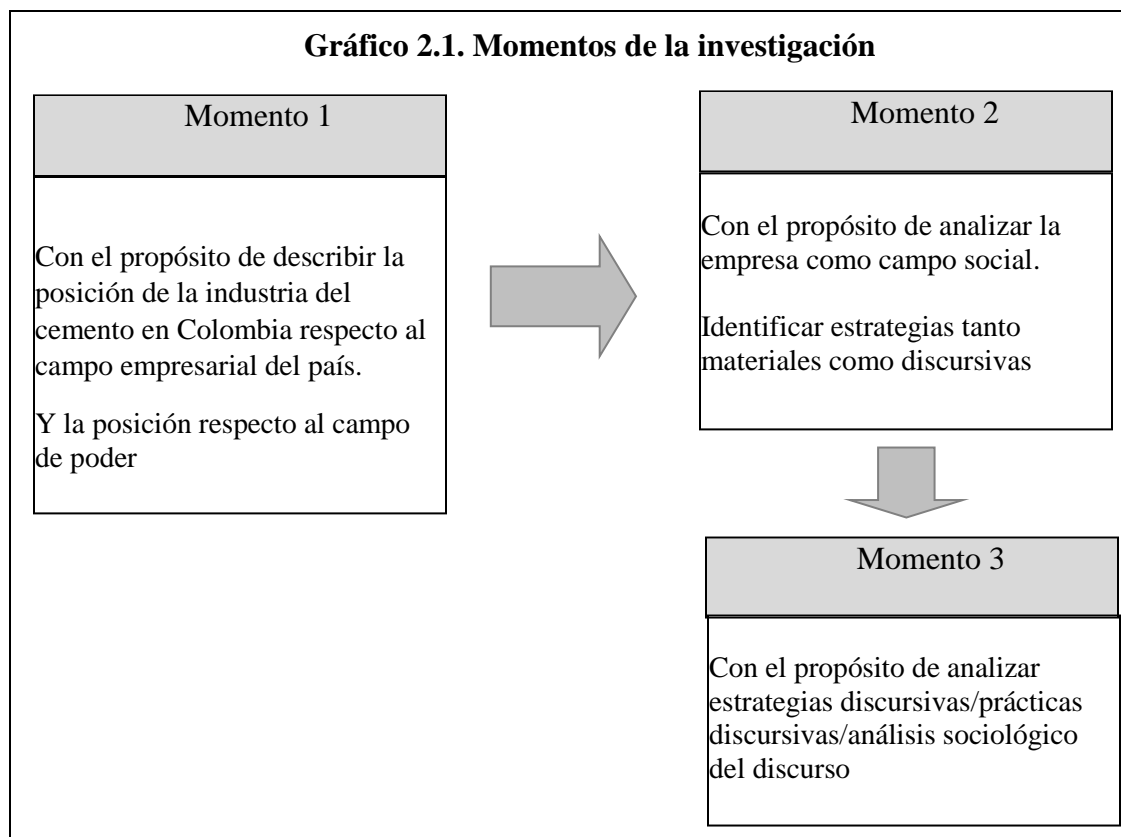 Gráfico 2.1. Momentos de la investigación
Momento 1
Con el propósito de describir la
posición de la industria del
cemento en Colombia respecto al
campo empresarial del país.
Y la posición respecto al campo
de poder
Momento 2
Con el propósito de analizar la
empresa como campo social.
Identificar estrategias tanto
materiales como discursivas
Momento 3
Con el propósito de analizar
estrategias discursivas/prácticas
discursivas/análisis sociológico
del discurso